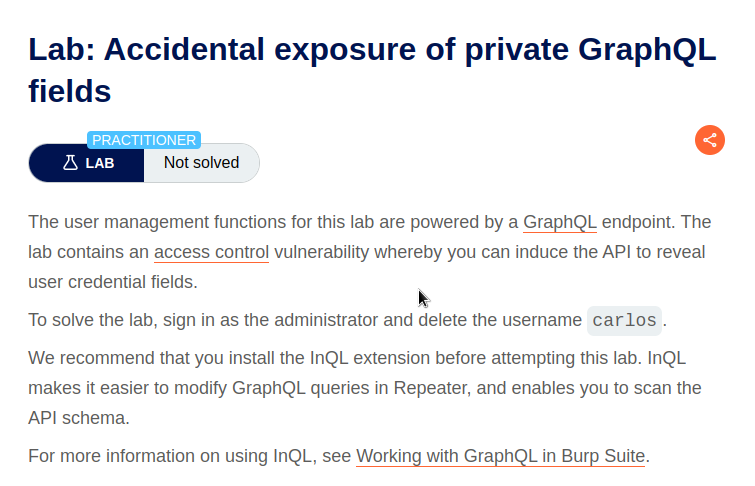 Lab: Accidental exposure of private GraphQL
fields
PRACTITIONER
LAB
Not solved
The user management functions for this lab are powered by a GraphQL endpoint. The
lab contains an access control vulnerability whereby you can induce the API to reveal
user credential fields.
To solve the lab, sign in as the administrator and delete the username carlos.
We recommend that you install the InQL extension before attempting this lab. InQL
makes it easier to modify GraphQL queries in Repeater, and enables you to scan the
API schema.
For more information on using InQL, see Working with GraphQL in Burp Suite.